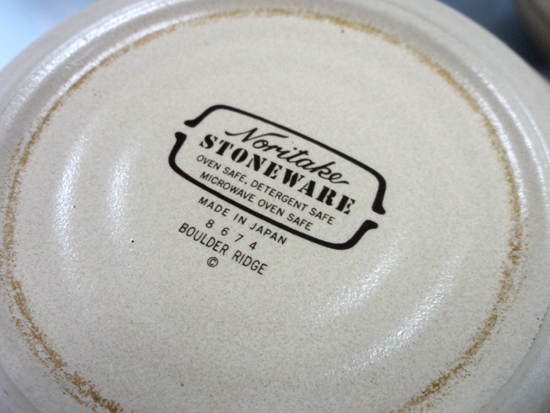 Noritake
STONEWARE
OVEN SAFE, DETERGENT SAFE
MICROWAVE OVEN SAFE
MADE IN JAPAN
8674
BOULDER RIDGE
©